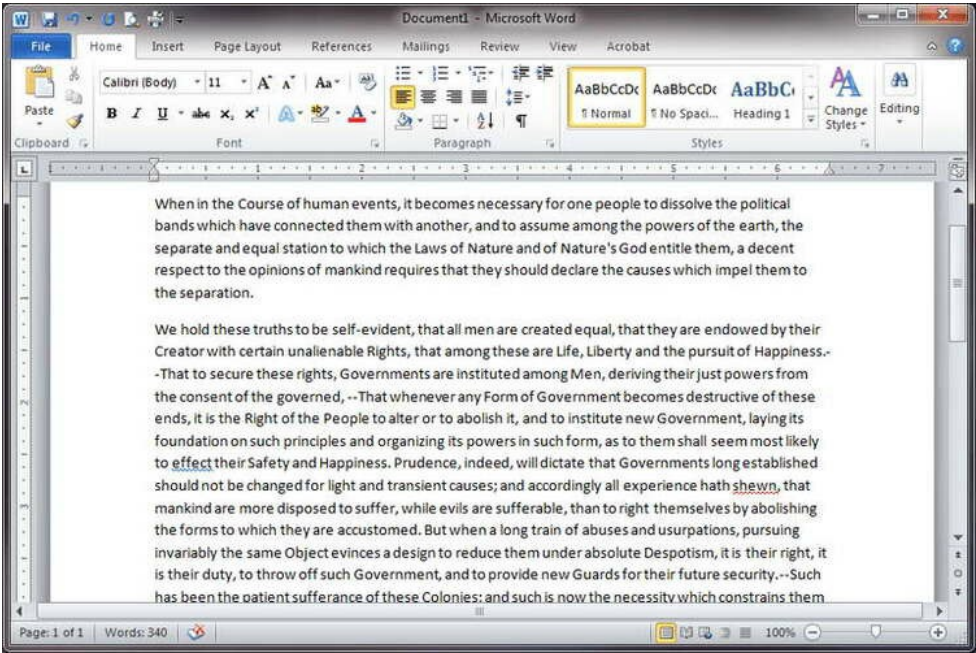 Document1 - Microsoft Word
File Home Insert Page Layout References Mailings Review View Acrobat
Calibri (Body) 11 A A Aa
AaBbCcDc AaBbCcDc AaBbC
Paste B I U abc x, x² A ab A
¶ Normal ¶ No Spaci... Heading 1 Change Styles Editing
Clipboard Font Paragraph Styles
1 1 2 3 4 5 6 7
When in the Course of human events, it becomes necessary for one people to dissolve the political
bands which have connected them with another, and to assume among the powers of the earth, the
separate and equal station to which the Laws of Nature and of Nature's God entitle them, a decent
respect to the opinions of mankind requires that they should declare the causes which impel them to
the separation.
We hold these truths to be self-evident, that all men are created equal, that they are endowed by their
Creator with certain unalienable Rights, that among these are Life, Liberty and the pursuit of Happiness.-
-That to secure these rights, Governments are instituted among Men, deriving their just powers from
the consent of the governed, --That whenever any Form of Government becomes destructive of these
ends, it is the Right of the People to alter or to abolish it, and to institute new Government, laying its
foundation on such principles and organizing its powers in such form, as to them shall seem most likely
to effect their Safety and Happiness. Prudence, indeed, will dictate that Governments long established
should not be changed for light and transient causes; and accordingly all experience hath shewn, that
mankind are more disposed to suffer, while evils are sufferable, than to right themselves by abolishing
the forms to which they are accustomed. But when a long train of abuses and usurpations, pursuing
invariably the same Object evinces a design to reduce them under absolute Despotism, it is their right, it
is their duty, to throw off such Government, and to provide new Guards for their future security.--Such
has been the patient sufferance of these Colonies; and such is now the necessity which constrains them
Page: 1 of 1 Words: 340 100%